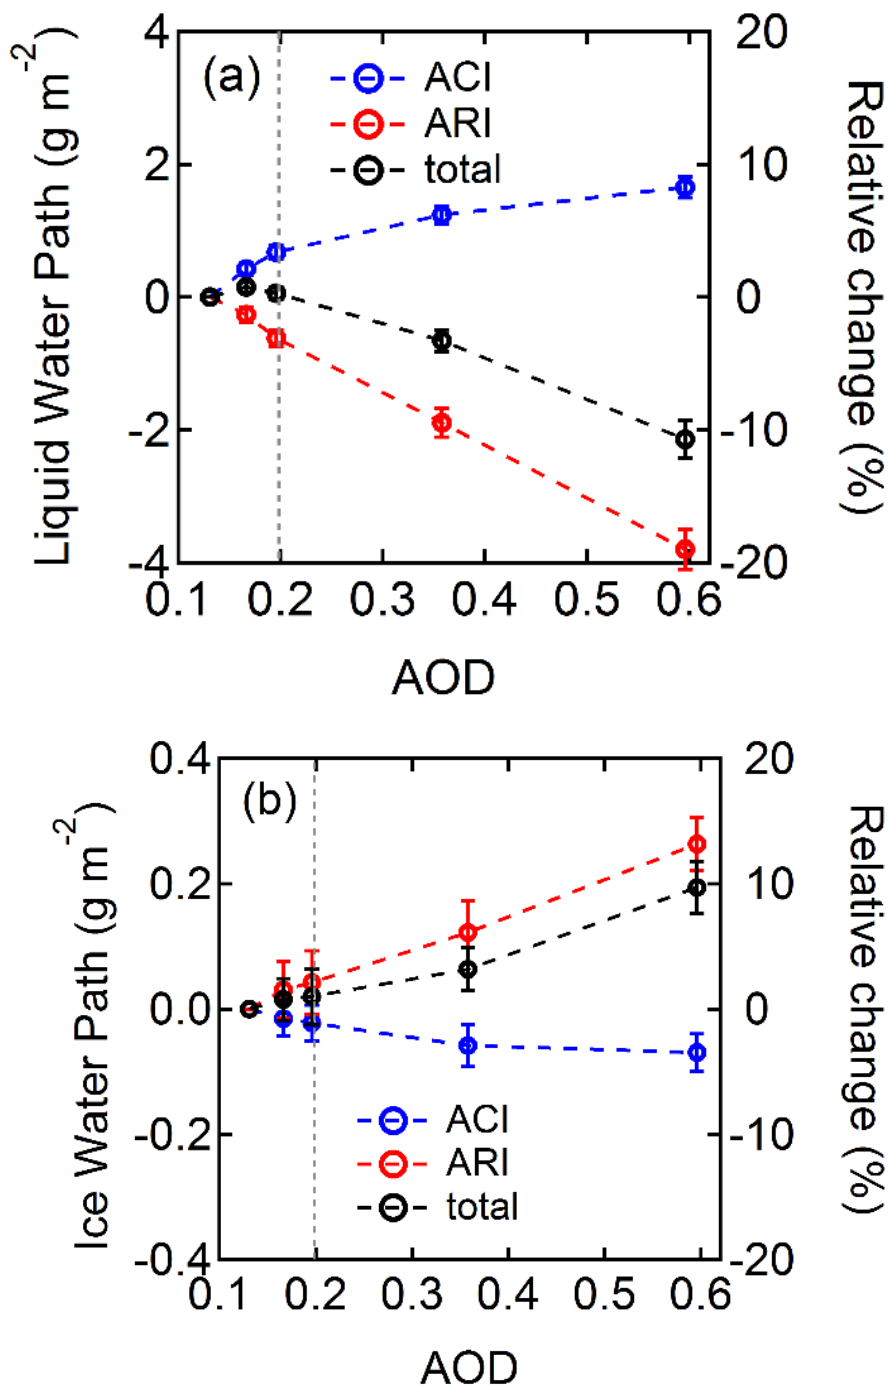 (a)
ACI
ARI
total
Liquid Water Path (g m⁻²)
4
2
0
-2
-4
20
10
0
-10
-20
Relative change (%)
0.1 0.2 0.3 0.4 0.5 0.6
AOD
(b)
Ice Water Path (g m⁻²)
0.4
0.2
0.0
-0.2
-0.4
20
10
0
-10
-20
Relative change (%)
ACI
ARI
total
0.1 0.2 0.3 0.4 0.5 0.6
AOD